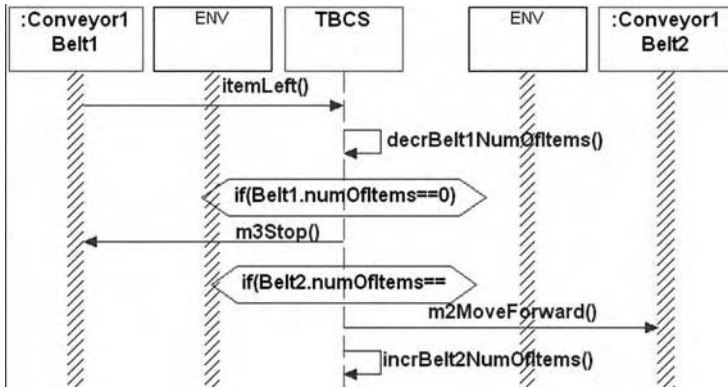 :Conveyor1
Belt1
ENV
TBCS
ENV
:Conveyor1
Belt2
itemLeft()
decrBelt1NumOfItems()
if(Belt1.numOfItems==0)
m3Stop()
if(Belt2.numOfItems==
m2MoveForward()
incrBelt2NumOfItems()